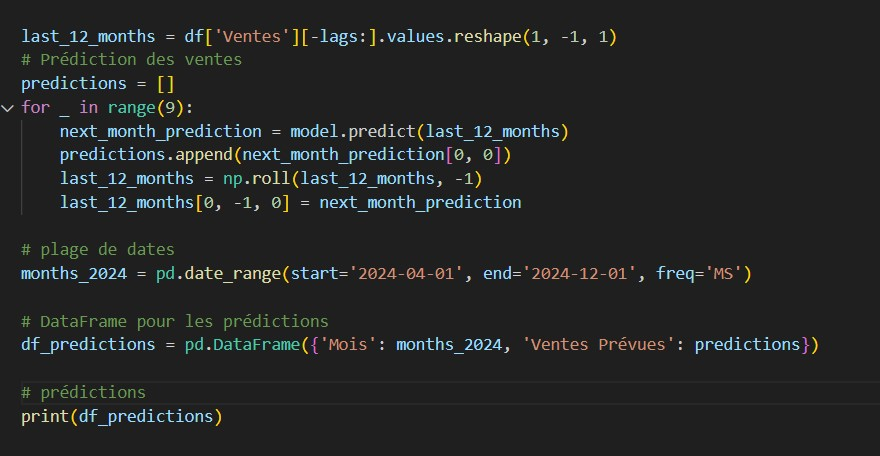 last_12_months = df['Ventes'][-lags:].values.reshape(1, -1, 1)
# Prédiction des ventes
predictions = []
for _ in range(9):
    next_month_prediction = model.predict(last_12_months)
    predictions.append(next_month_prediction[0, 0])
    last_12_months = np.roll(last_12_months, -1)
    last_12_months[0, -1, 0] = next_month_prediction
# plage de dates
months_2024 = pd.date_range(start='2024-04-01', end='2024-12-01', freq='MS')
# DataFrame pour les prédictions
df_predictions = pd.DataFrame({'Mois': months_2024, 'Ventes Prévues': predictions})
# prédictions
print(df_predictions)